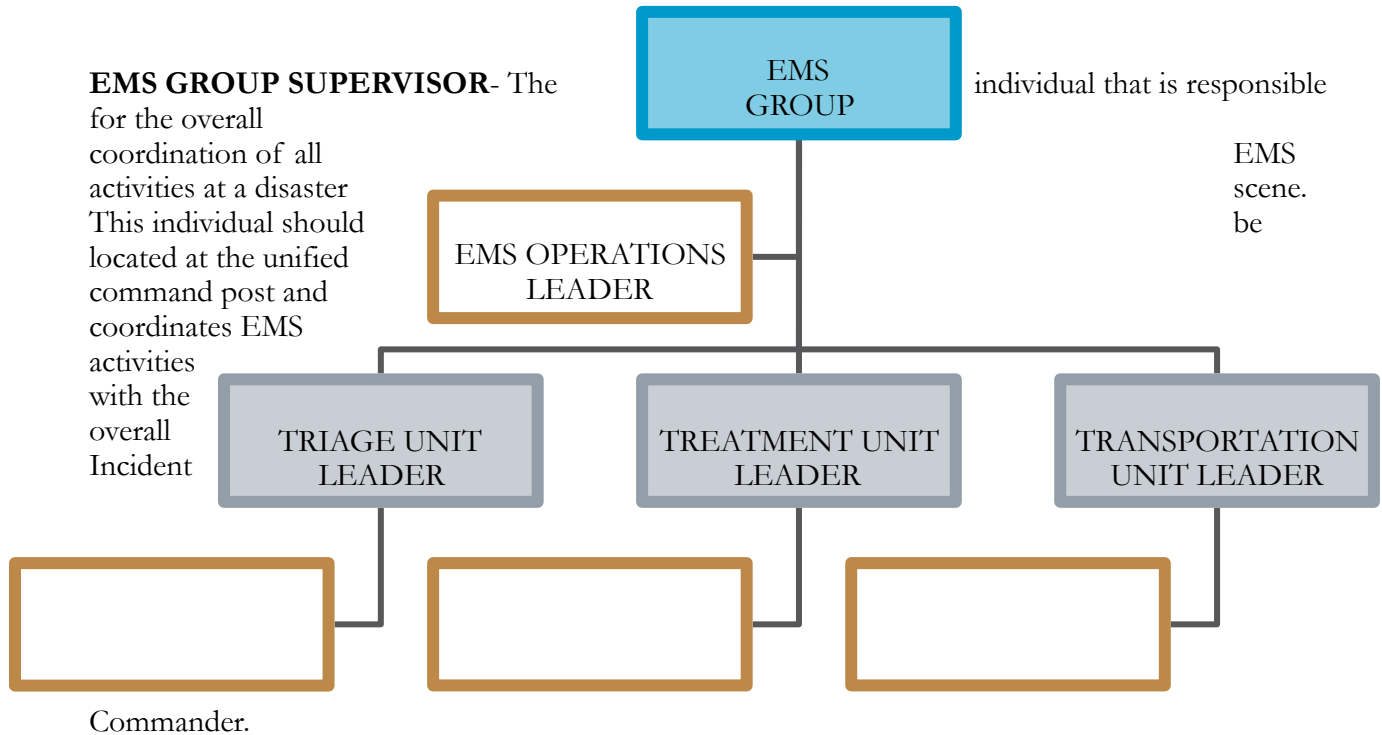 EMS GROUP SUPERVISOR- The individual that is responsible
for the overall
coordination of all EMS
activities at a disaster scene.
This individual should be
located at the unified
command post and
coordinates EMS
activities
with the
overall
Incident
Commander.
EMS
GROUP
EMS OPERATIONS
LEADER
TRIAGE UNIT
LEADER
TREATMENT UNIT
LEADER
TRANSPORTATION
UNIT LEADER